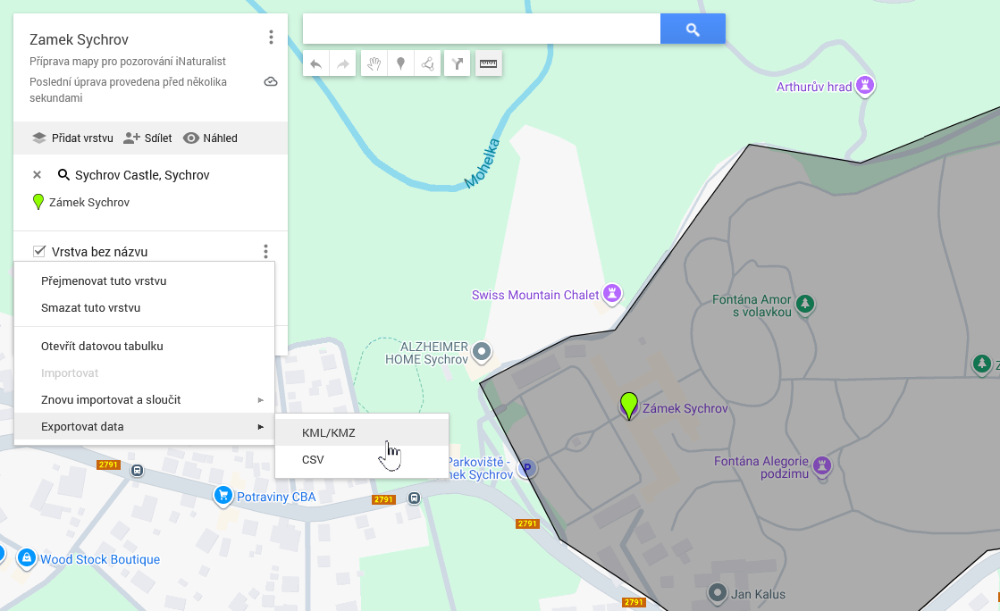 Zamek Sychrov
Příprava mapy pro pozorování iNaturalist
Poslední úprava provedena před několika
sekundami
Přidat vrstvu
Sdílet
Náhled
Sychrov Castle, Sychrov
Zámek Sychrov
Vrstva bez názvu
Přejmenovat tuto vrstvu
Smazat tuto vrstvu
Otevřít datovou tabulku
Importovat
Znovu importovat a sloučit
Exportovat data
KML/KMZ
CSV
Mohelka
Arthurův hrad
Swiss Mountain Chalet
Fontána Amor
s volavkou
ALZHEIMER
HOME Sychrov
Zámek Sychrov
Fontána Alegorie
podzimu
Parkoviště -
Sychrov
P
2791
Potraviny CBA
2791
2791
Wood Stock Boutique
Jan Kalus
2791